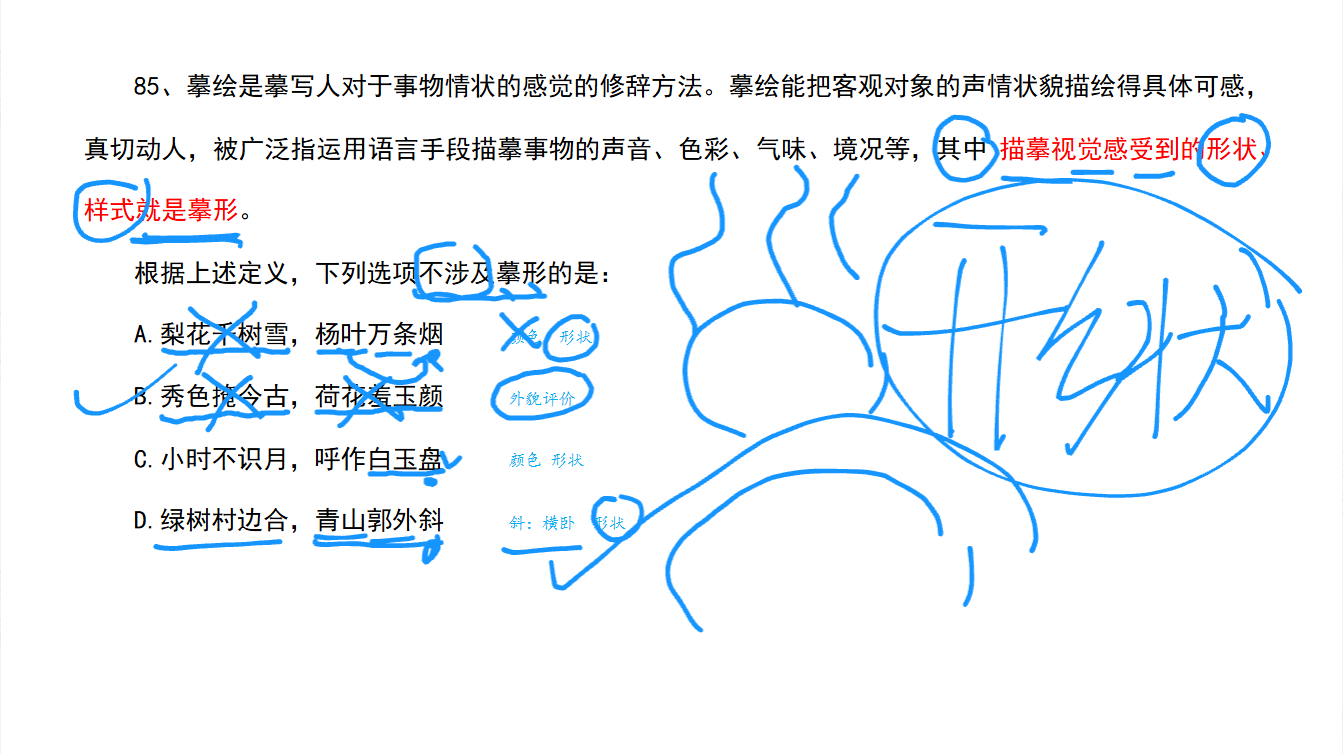 85、摹绘是摹写人对于事物情状的感觉的修辞方法。摹绘能把客观对象的声情状貌描绘得具体可感，
真切动人，被广泛指运用语言手段描摹事物的声音、色彩、气味、境况等，其中 描摹视觉感受到的形状、
样式就是摹形。
根据上述定义，下列选项不涉及摹形的是：
A.梨花千树雪，杨叶万条烟 颜色 形状
B.秀色掩今古，荷花羞玉颜 外貌评价
C.小时不识月，呼作白玉盘 颜色 形状
D.绿树村边合，青山郭外斜 斜：横卧 形状
形状